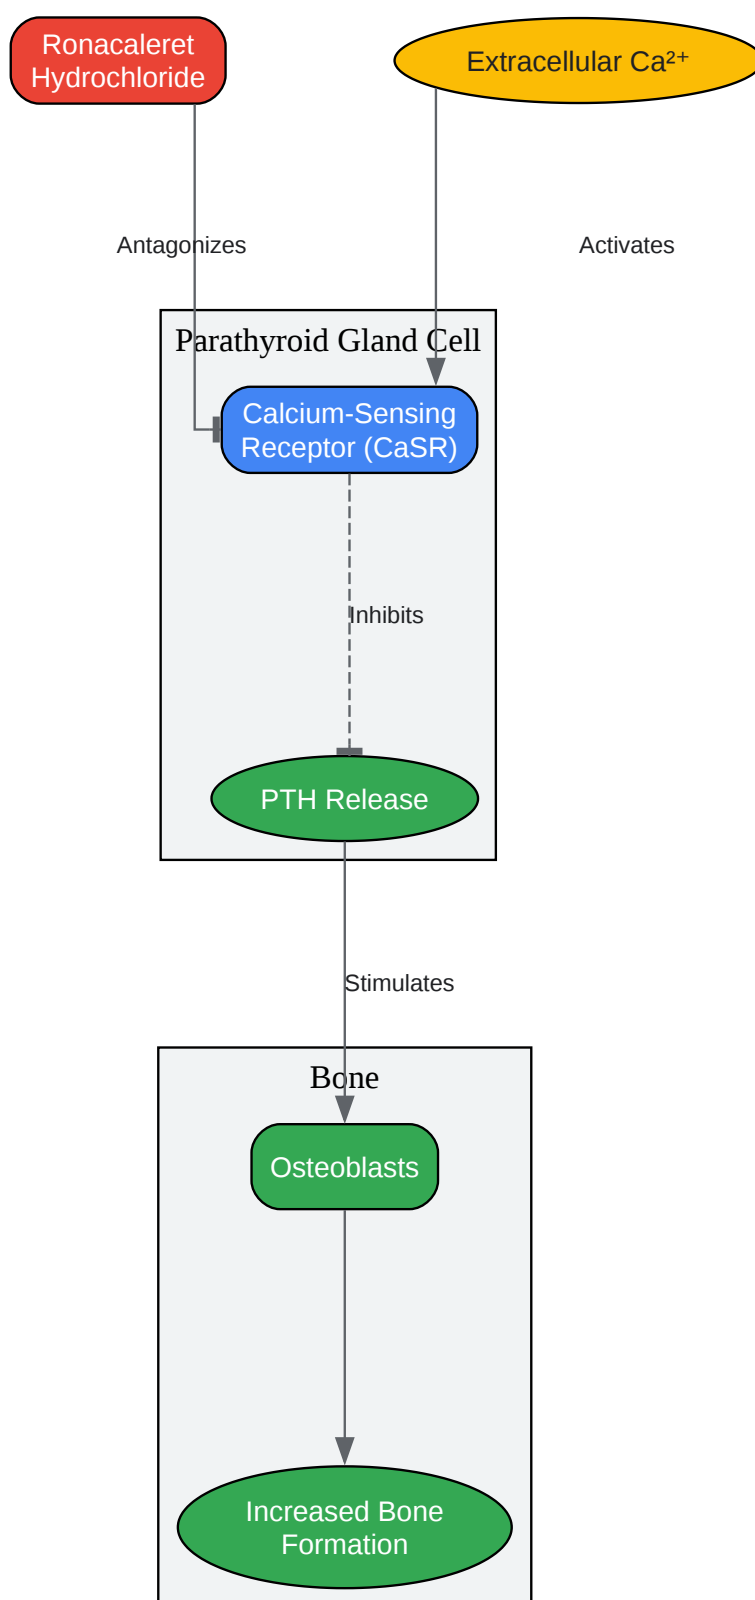 Ronacaleret
Hydrochloride
Extracellular Ca²⁺
Antagonizes
Activates
Parathyroid Gland Cell
Calcium-Sensing
Receptor (CaSR)
Inhibits
PTH Release
Stimulates
Bone
Osteoblasts
Increased Bone
Formation